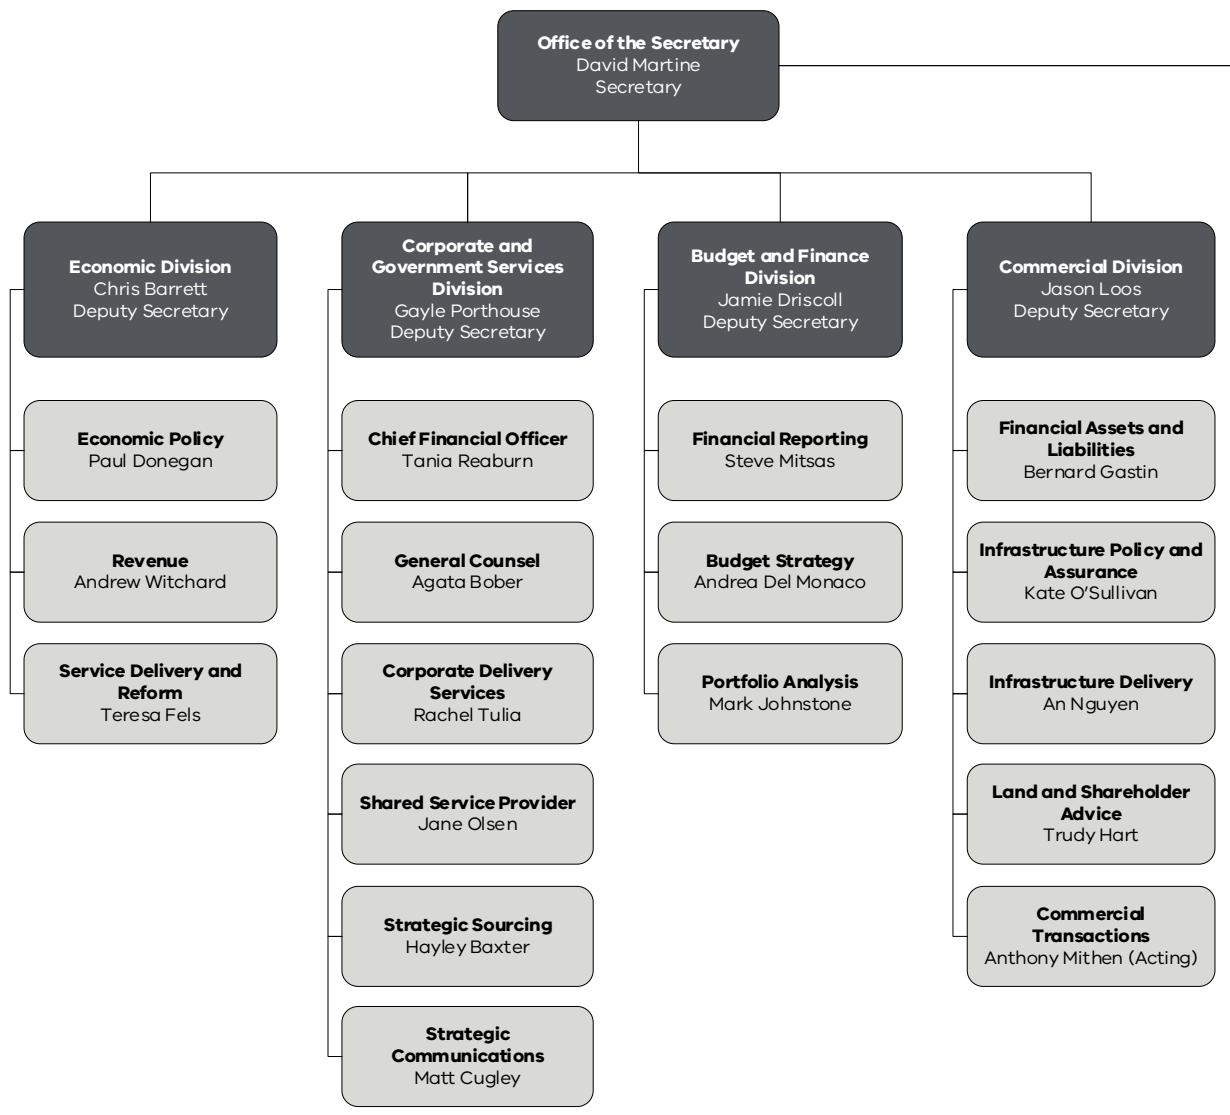 Office of the Secretary
David Martine
Secretary
Economic Division
Chris Barrett
Deputy Secretary
Corporate and
Government Services
Division
Gayle Porthouse
Deputy Secretary
Budget and Finance
Division
Jamie Driscoll
Deputy Secretary
Commercial Division
Jason Loos
Deputy Secretary
Economic Policy
Paul Donegan
Revenue
Andrew Witchard
Service Delivery and
Reform
Teresa Fels
Chief Financial Officer
Tania Reaburn
General Counsel
Agata Bober
Corporate Delivery
Services
Rachel Tulia
Shared Service Provider
Jane Olsen
Strategic Sourcing
Hayley Baxter
Strategic
Communications
Matt Cugley
Financial Reporting
Steve Mitsas
Budget Strategy
Andrea Del Monaco
Portfolio Analysis
Mark Johnstone
Financial Assets and
Liabilities
Bernard Gastin
Infrastructure Policy and
Assurance
Kate O’Sullivan
Infrastructure Delivery
An Nguyen
Land and Shareholder
Advice
Trudy Hart
Commercial
Transactions
Anthony Mithen (Acting)